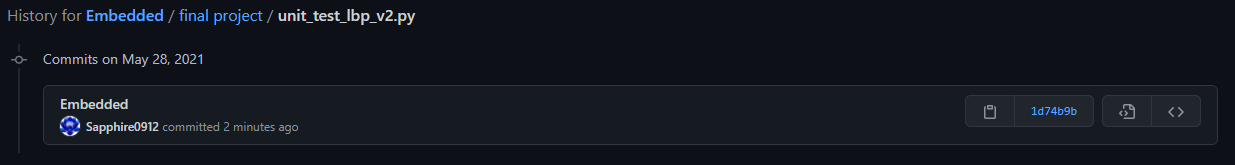 History for Embedded / final project / unit_test_lbp_v2.py
Commits on May 28, 2021
Embedded
Sapphire0912 committed 2 minutes ago
1d74b9b